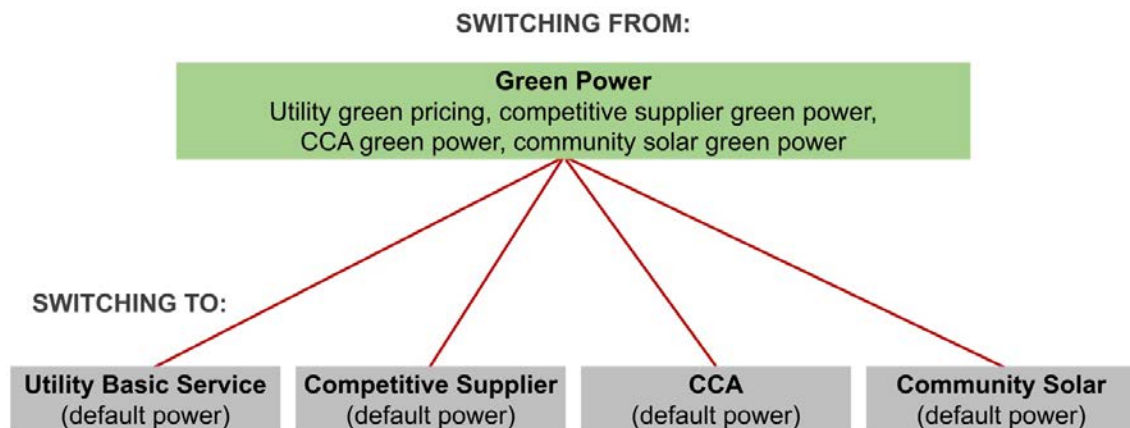 SWITCHING FROM:
Green Power
Utility green pricing, competitive supplier green power,
CCA green power, community solar green power
SWITCHING TO:
Utility Basic Service
(default power)
Competitive Supplier
(default power)
CCA
(default power)
Community Solar
(default power)